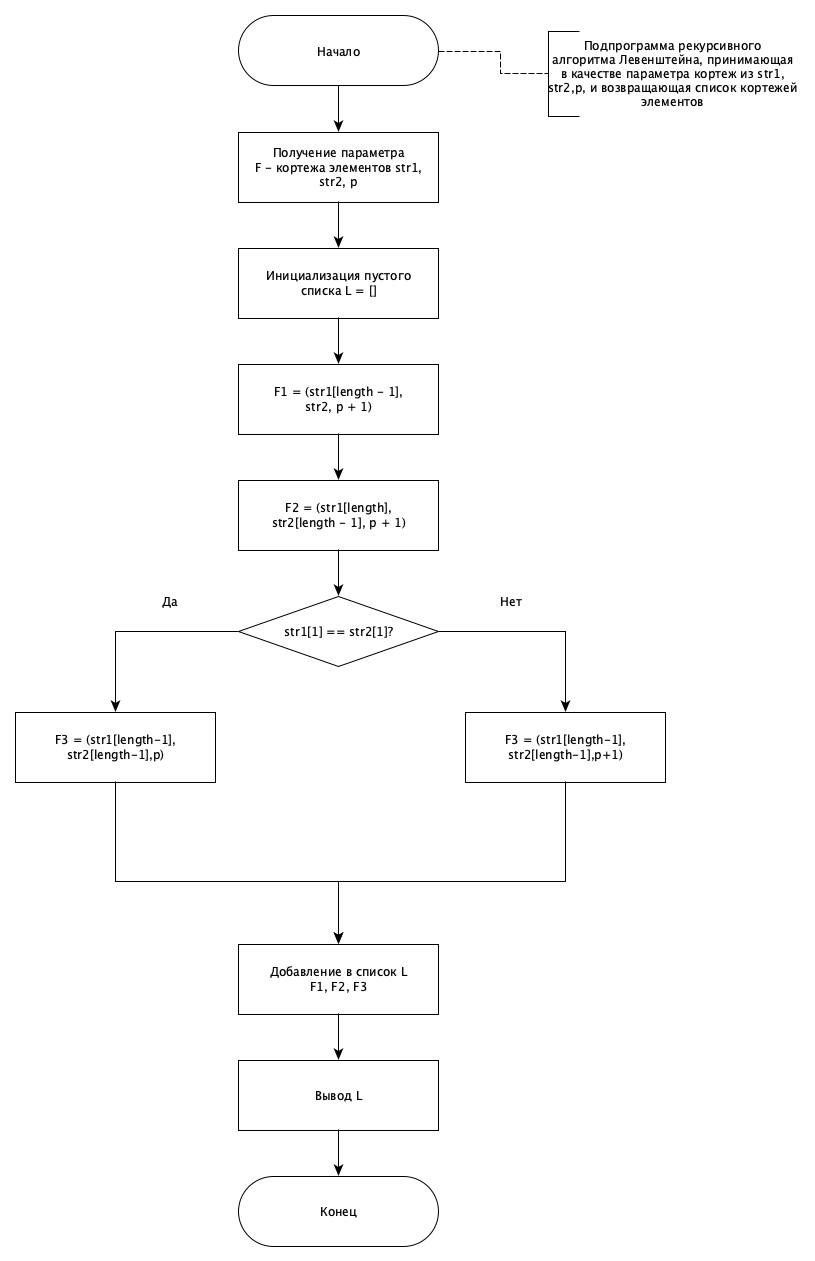 Начало
Подпрограмма рекурсивного
алгоритма Левенштейна, принимающая
в качестве параметра кортеж из str1,
str2,p, и возвращающая список кортежей
элементов
Получение параметра
F - кортежа элементов str1,
str2, p
Инициализация пустого
списка L = []
F1 = (str1[length - 1],
str2, p + 1)
F2 = (str1[length],
str2[length - 1], p + 1)
Да
Нет
str1[1] == str2[1]?
F3 = (str1[length-1],
str2[length-1],p)
F3 = (str1[length-1],
str2[length-1],p+1)
Добавление в список L
F1, F2, F3
Вывод L
Конец